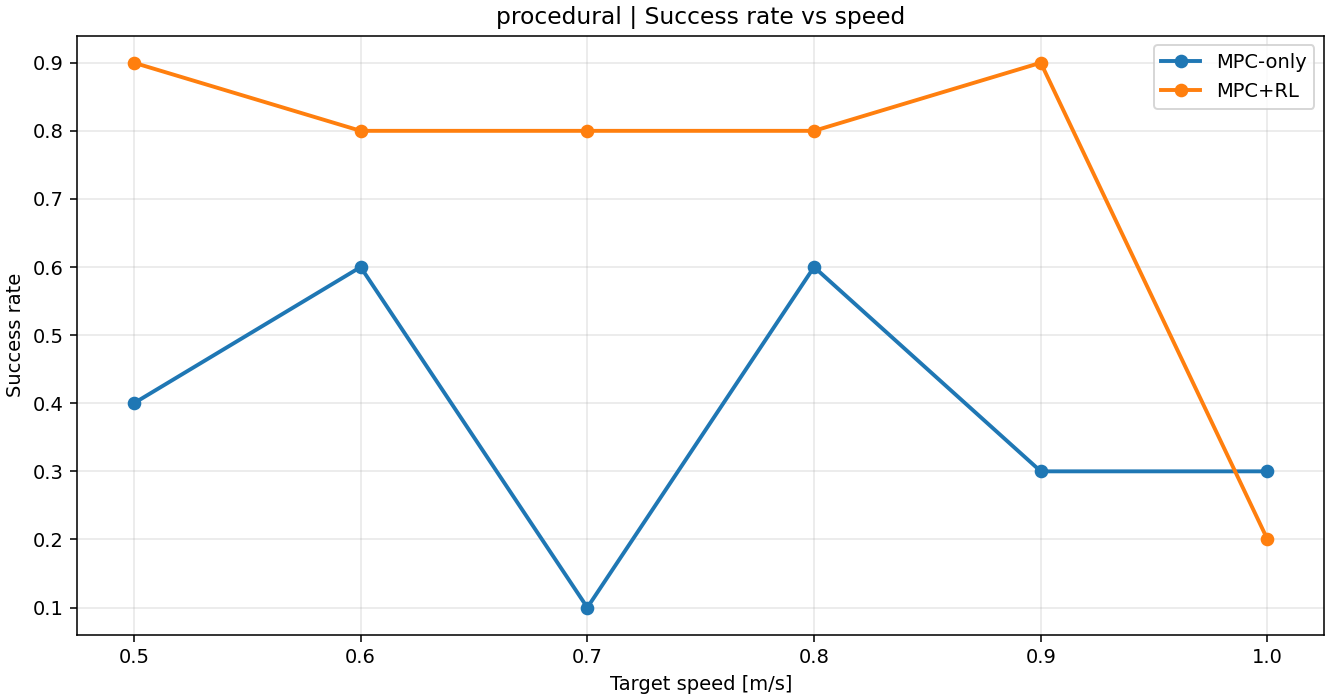 procedural | Success rate vs speed
MPC-only
MPC+RL
Success rate
0.9
0.8
0.7
0.6
0.5
0.4
0.3
0.2
0.1
0.5 0.6 0.7 0.8 0.9 1.0
Target speed [m/s]